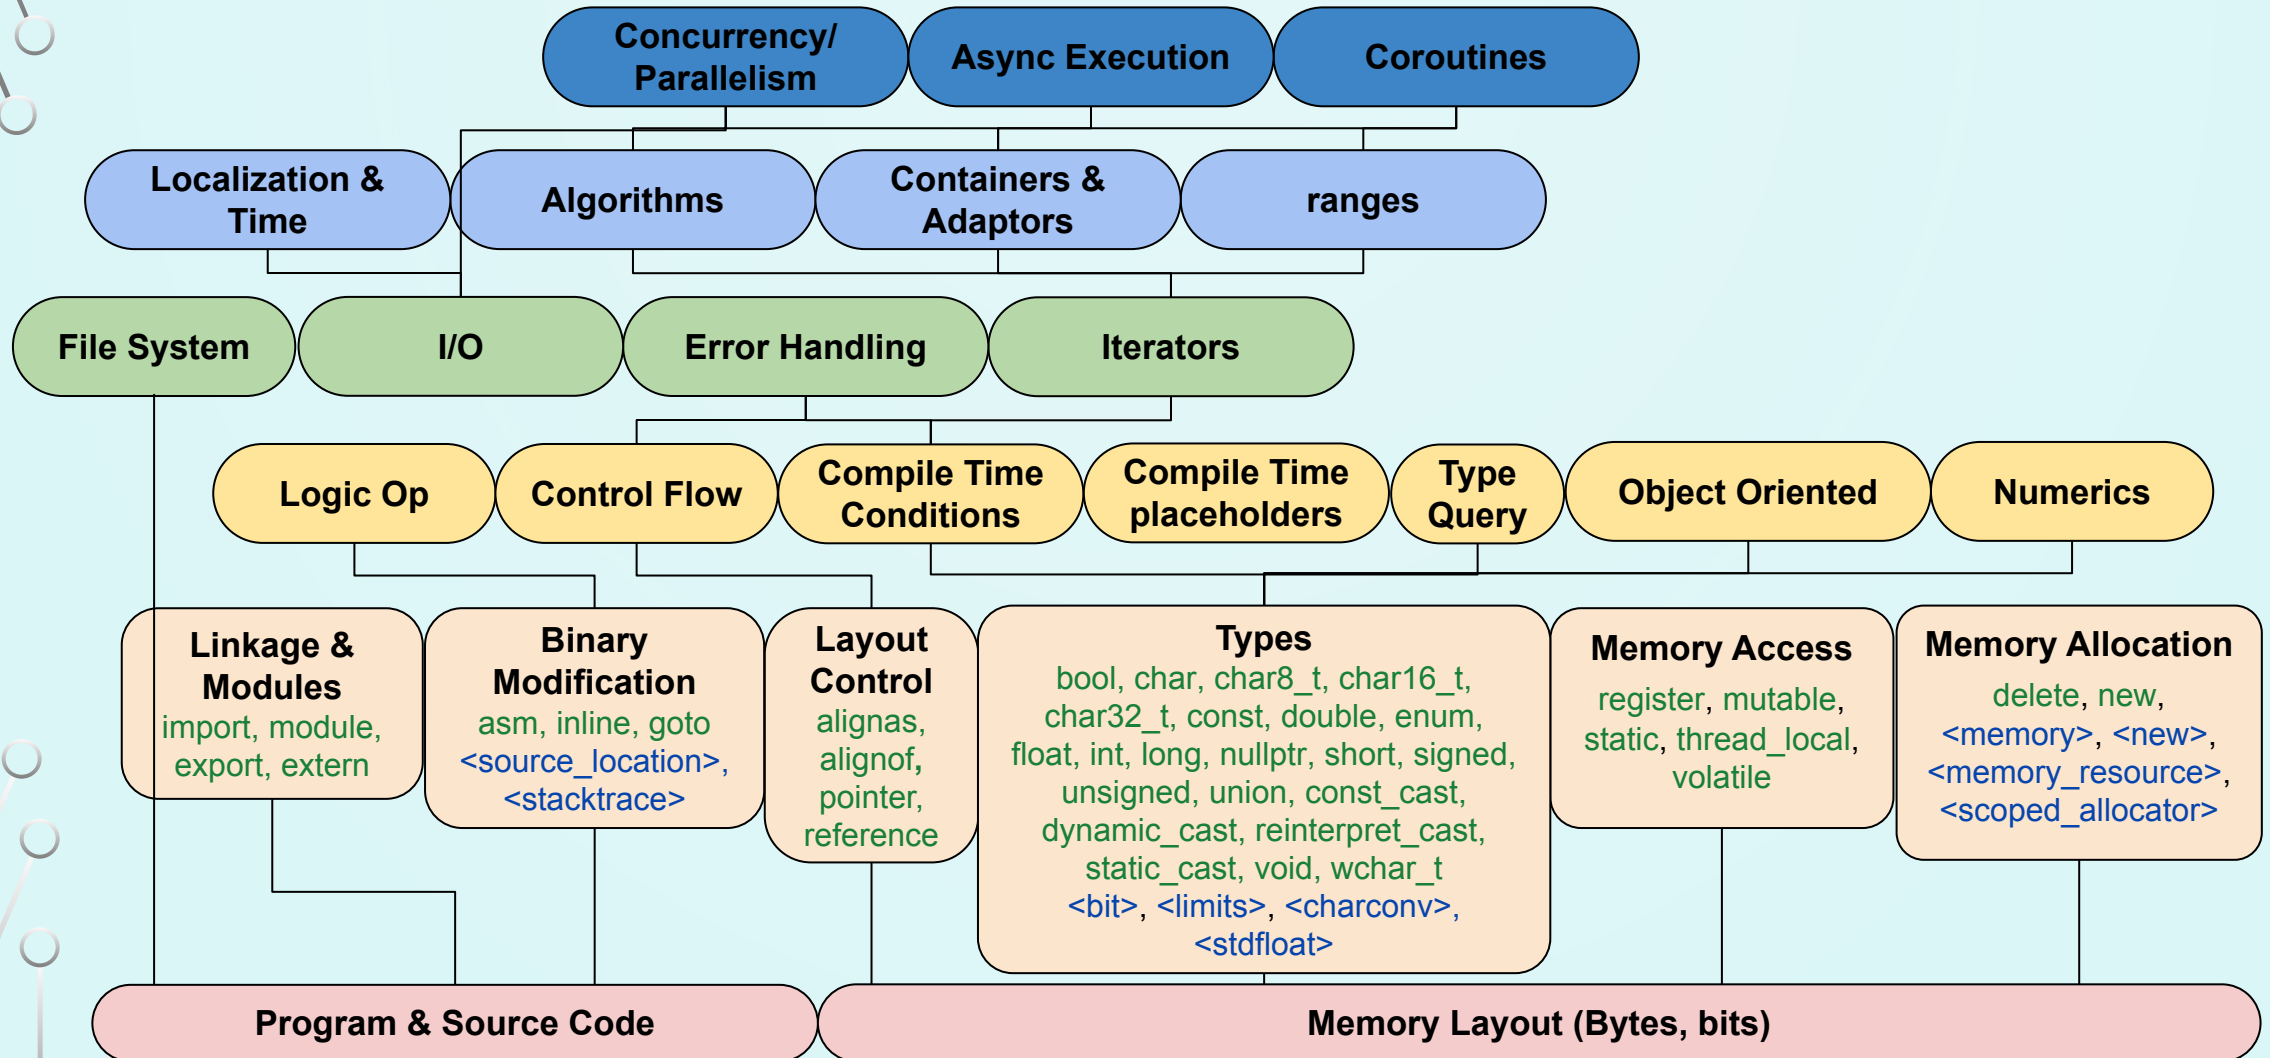 Concurrency/
Parallelism
Async Execution
Coroutines
Localization &
Time
Algorithms
Containers &
Adaptors
ranges
File System
I/O
Error Handling
Iterators
Logic Op
Control Flow
Compile Time
Conditions
Compile Time
placeholders
Type
Query
Object Oriented
Numerics
Linkage &
Modules
import, module,
export, extern
Binary
Modification
asm, inline, goto
<source_location>,
<stacktrace>
Layout
Control
alignas,
alignof,
pointer,
reference
Types
bool, char, char8_t, char16_t,
char32_t, const, double, enum,
float, int, long, nullptr, short, signed,
unsigned, union, const_cast,
dynamic_cast, reinterpret_cast,
static_cast, void, wchar_t
<bit>, <limits>, <charconv>,
<stdfloat>
Memory Access
register, mutable,
static, thread_local,
volatile
Memory Allocation
delete, new,
<memory>, <new>,
<memory_resource>,
<scoped_allocator>
Program & Source Code
Memory Layout (Bytes, bits)